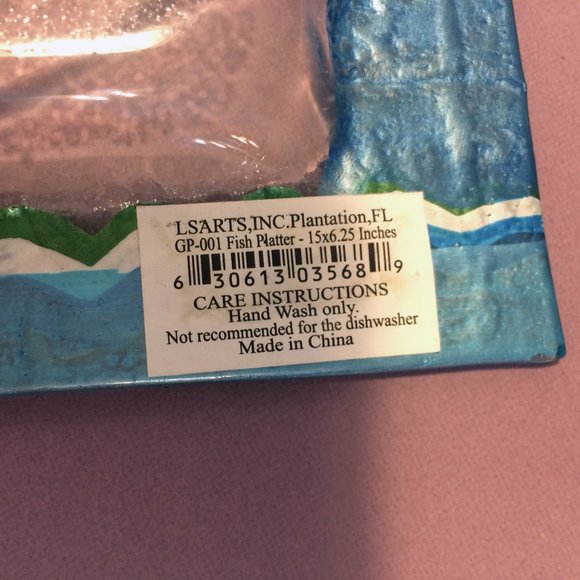 LSARTS,INC.Plantation,FL
GP-001 Fish Platter - 15x6.25 Inches
6 30613 03568 9
CARE INSTRUCTIONS
Hand Wash only.
Not recommended for the dishwasher
Made in China